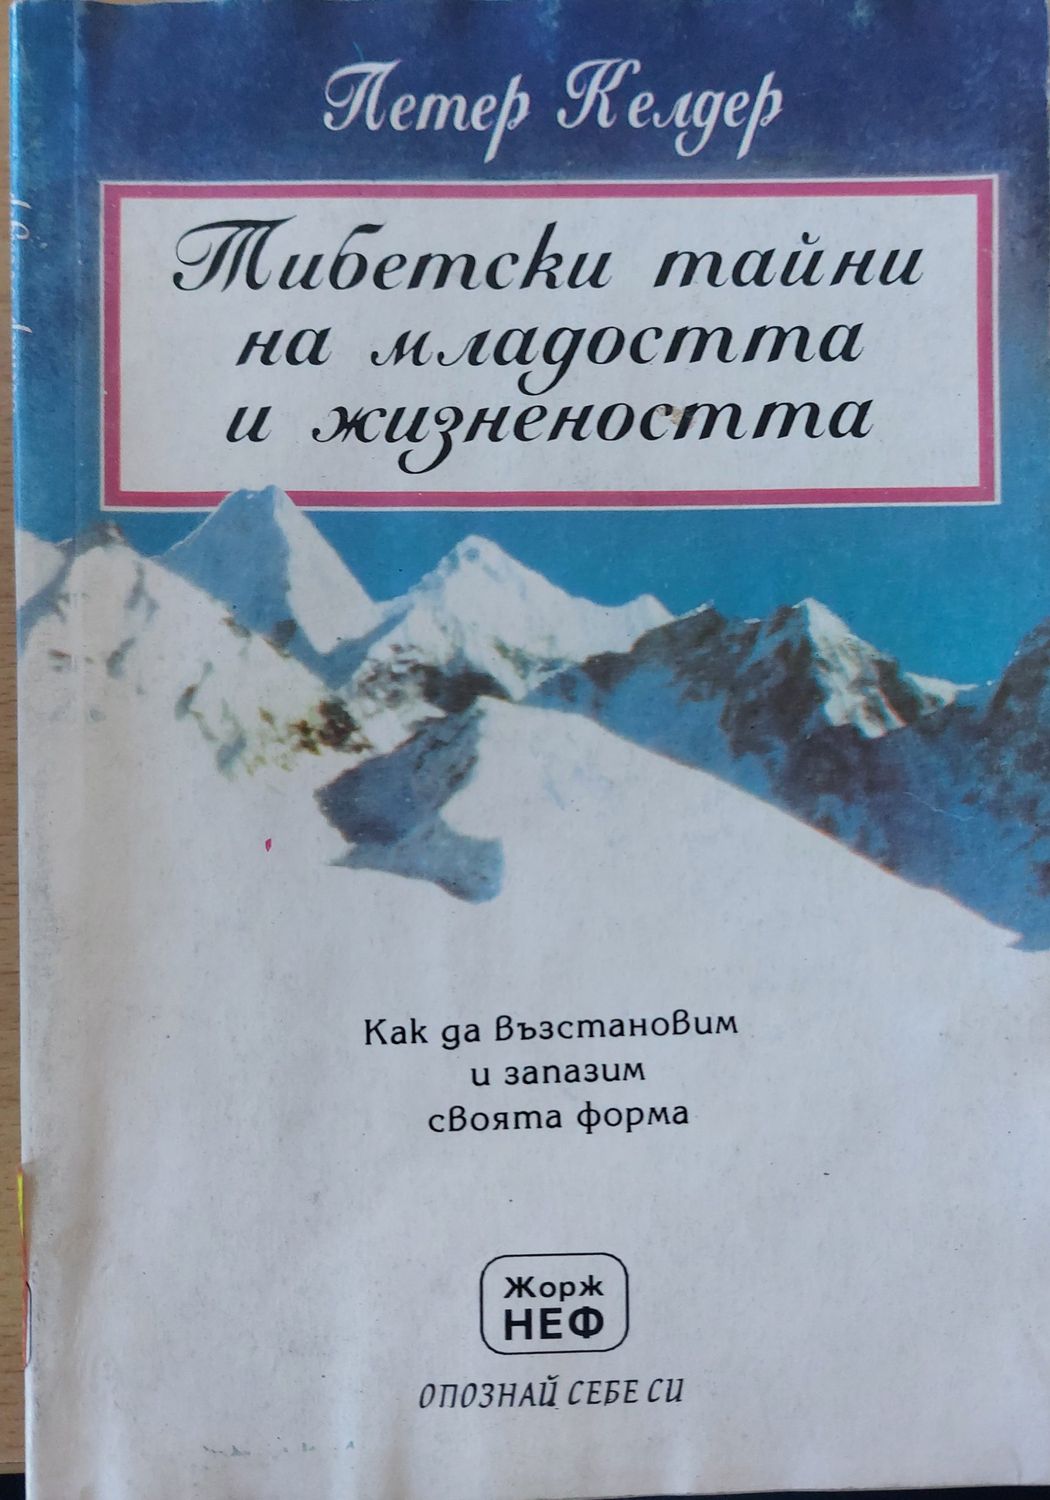 Петер Келдер
Тибетски тайни
на младостта
и жизнеността
Как да възстановим
и запазим
своята форма
Жорж
НЕФ
ОПОЗНАЙ СЕБЕ СИ